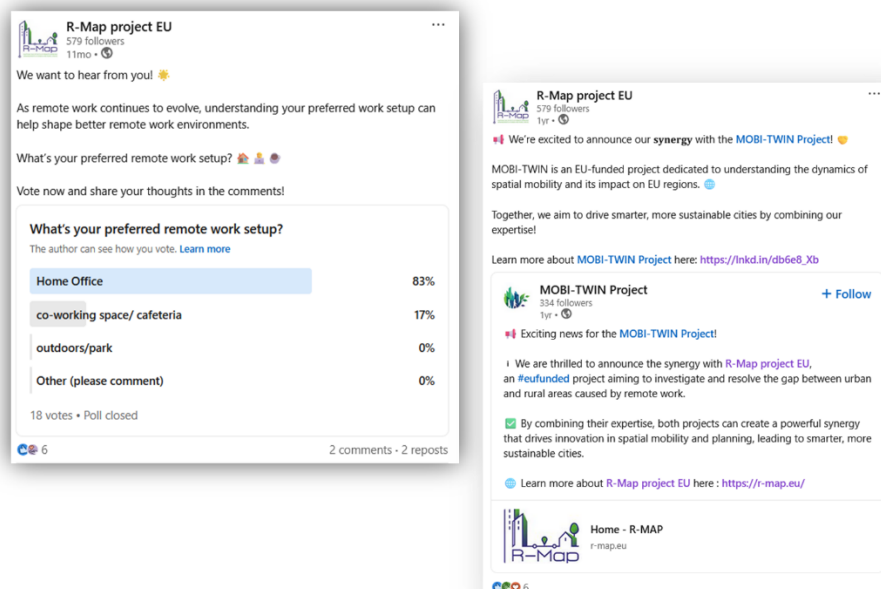 R-Map project EU
579 followers
11mo •
We want to hear from you!
As remote work continues to evolve, understanding your preferred work setup can
help shape better remote work environments.
What's your preferred remote work setup?
Vote now and share your thoughts in the comments!
What's your preferred remote work setup?
The author can see how you vote. Learn more
Home Office 83%
co-working space/ cafeteria 17%
outdoors/park 0%
Other (please comment) 0%
18 votes • Poll closed
6 2 comments · 2 reposts
R-Map
R-Map project EU
579 followers
1yr •
We're excited to announce our synergy with the MOBI-TWIN Project!
MOBI-TWIN is an EU-funded project dedicated to understanding the dynamics of
spatial mobility and its impact on EU regions.
Together, we aim to drive smarter, more sustainable cities by combining our
expertise!
Learn more about MOBI-TWIN Project here: https://lnkd.in/db6e8_Xb
MOBI-TWIN Project
+ Follow
334 followers
1yr •
Exciting news for the MOBI-TWIN Project!
We are thrilled to announce the synergy with R-Map project EU,
an #eufunded project aiming to investigate and resolve the gap between urban
and rural areas caused by remote work.
By combining their expertise, both projects can create a powerful synergy
that drives innovation in spatial mobility and planning, leading to smarter, more
sustainable cities.
Learn more about R-Map project EU here : https://r-map.eu/
R-Map
Home - R-MAP
r-map.eu
6